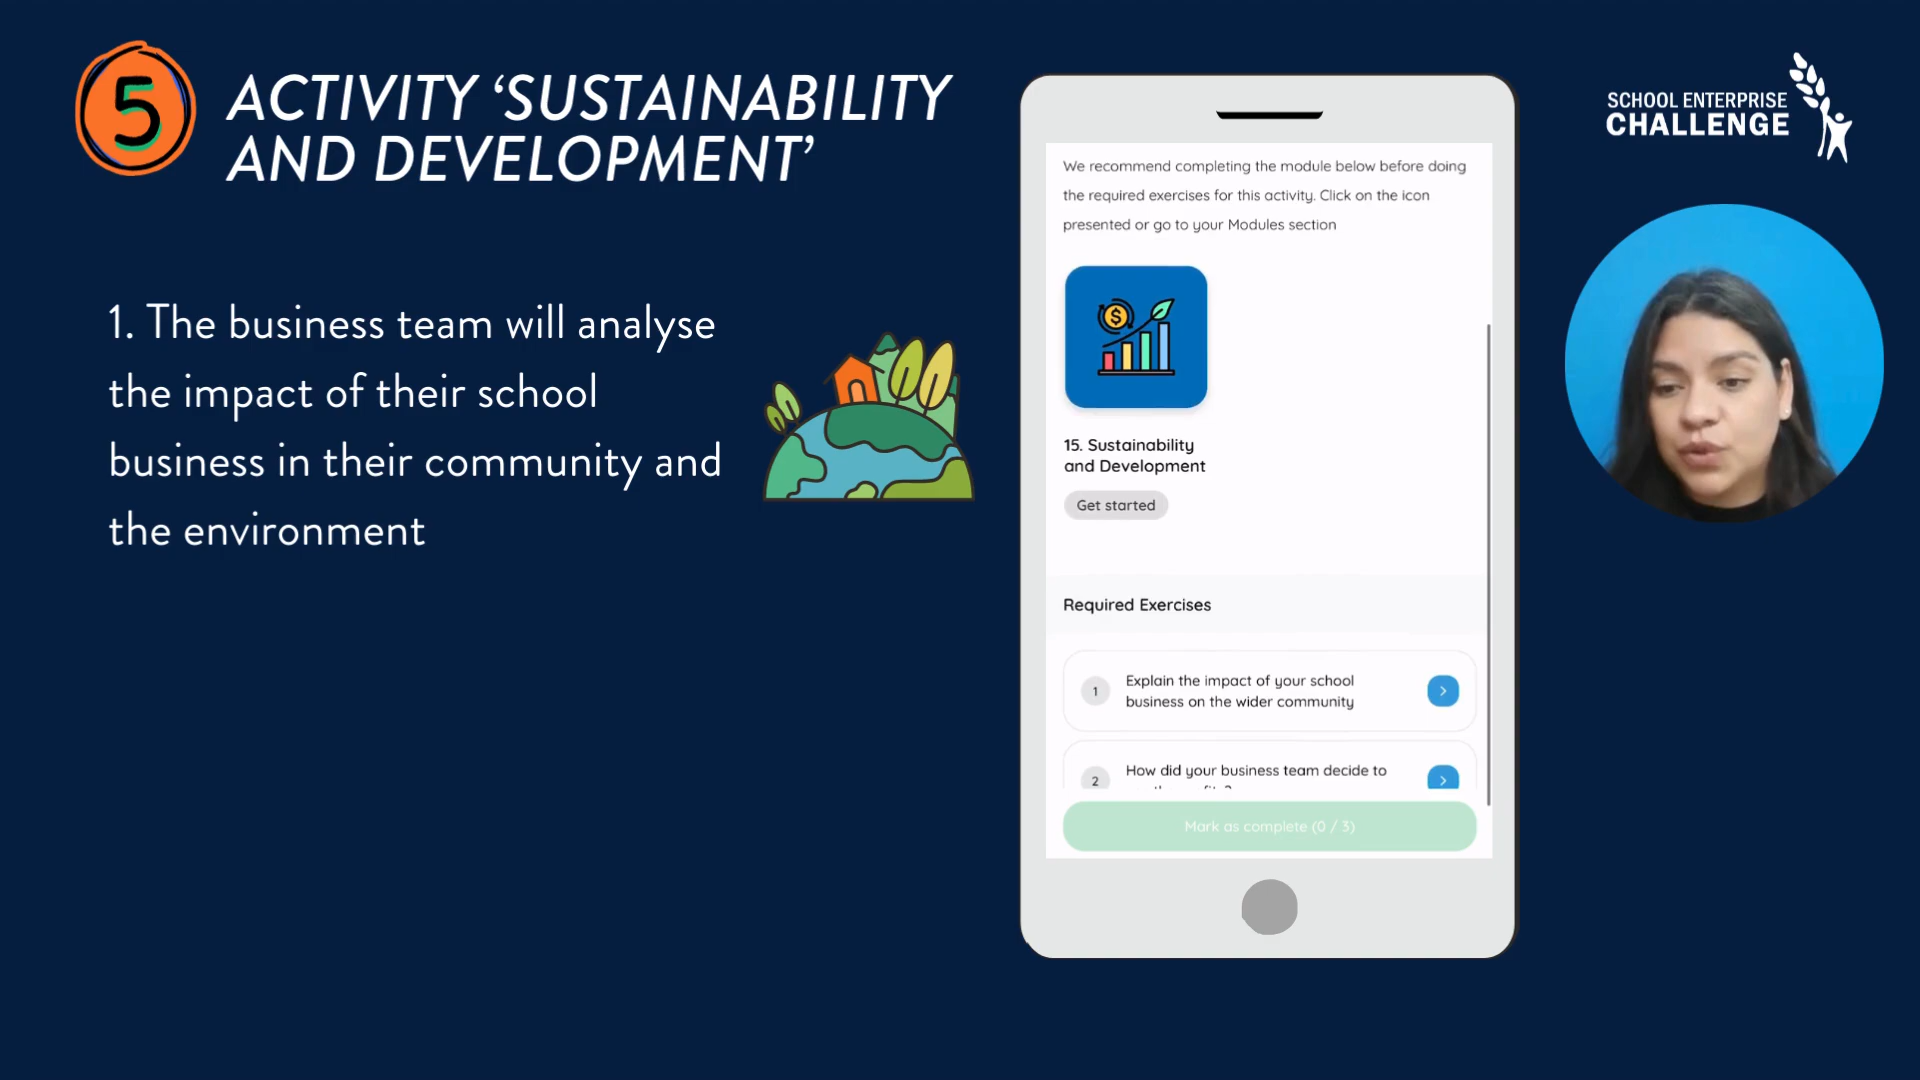 5
ACTIVITY ‘SUSTAINABILITY
AND DEVELOPMENT’
1. The business team will analyse
the impact of their school
business in their community and
the environment
We recommend completing the module below before doing
the required exercises for this activity. Click on the icon
presented or go to your Modules section
$
15. Sustainability
and Development
Get started
Required Exercises
1
Explain the impact of your school
business on the wider community
2
How did your business team decide to
Mark as complete (0 / 3)
SCHOOL ENTERPRISE
CHALLENGE